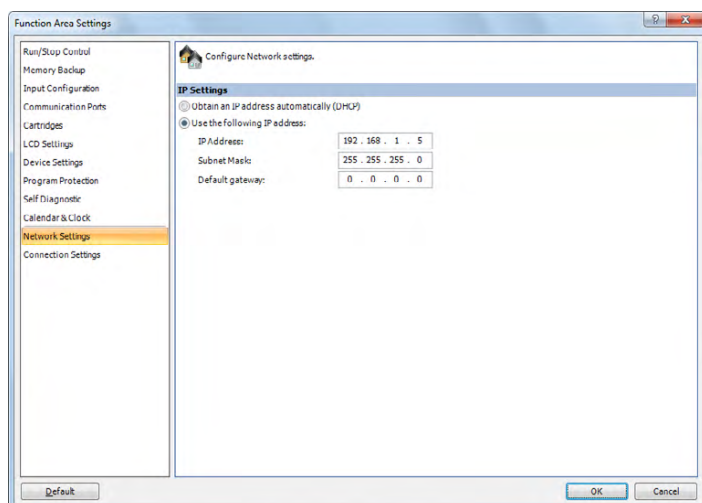 Function Area Settings
Run/Stop Control
Memory Backup
Input Configuration
Communication Ports
Cartridges
LCD Settings
Device Settings
Program Protection
Self Diagnostic
Calendar & Clock
Network Settings
Connection Settings
Configure Network settings.
IP Settings
Obtain an IP address automatically (DHCP)
Use the following IP address:
IP Address: 192 . 168 . 1 . 5
Subnet Mask: 255 . 255 . 255 . 0
Default gateway: 0 . 0 . 0 . 0
Default
OK Cancel